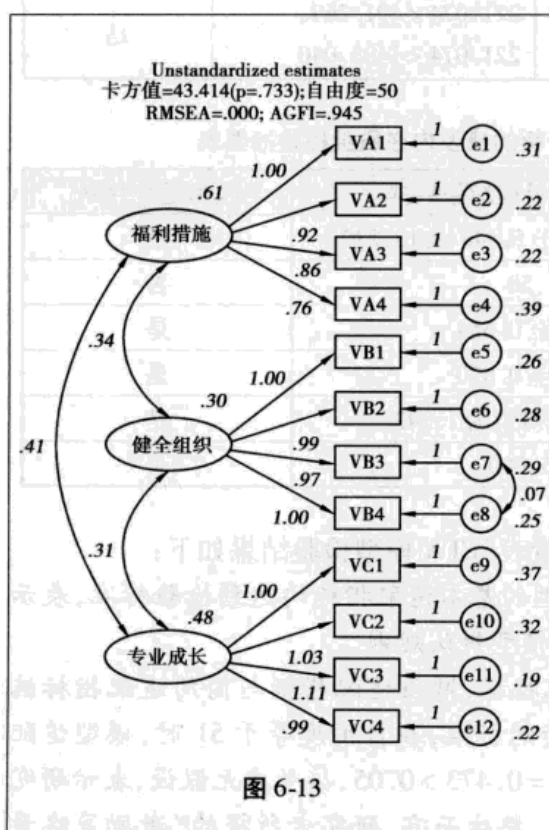 Unstandardized estimates
卡方值=43.414(p=.733);自由度=50
RMSEA=.000; AGFI=.945
VA1
1
e1
.31
1.00
.61
VA2
1
e2
.22
福利措施
.92
VA3
1
e3
.22
.86
VA4
1
e4
.39
.76
.34
VB1
1
e5
.26
1.00
.30
VB2
1
e6
.28
.41
健全组织
.99
VB3
1
e7
.29
.97
.07
VB4
1
e8
.25
1.00
.31
VC1
1
e9
.37
1.00
.48
VC2
1
e10
.32
专业成长
1.03
VC3
1
e11
.19
1.11
VC4
1
e12
.22
.99
图 6-13